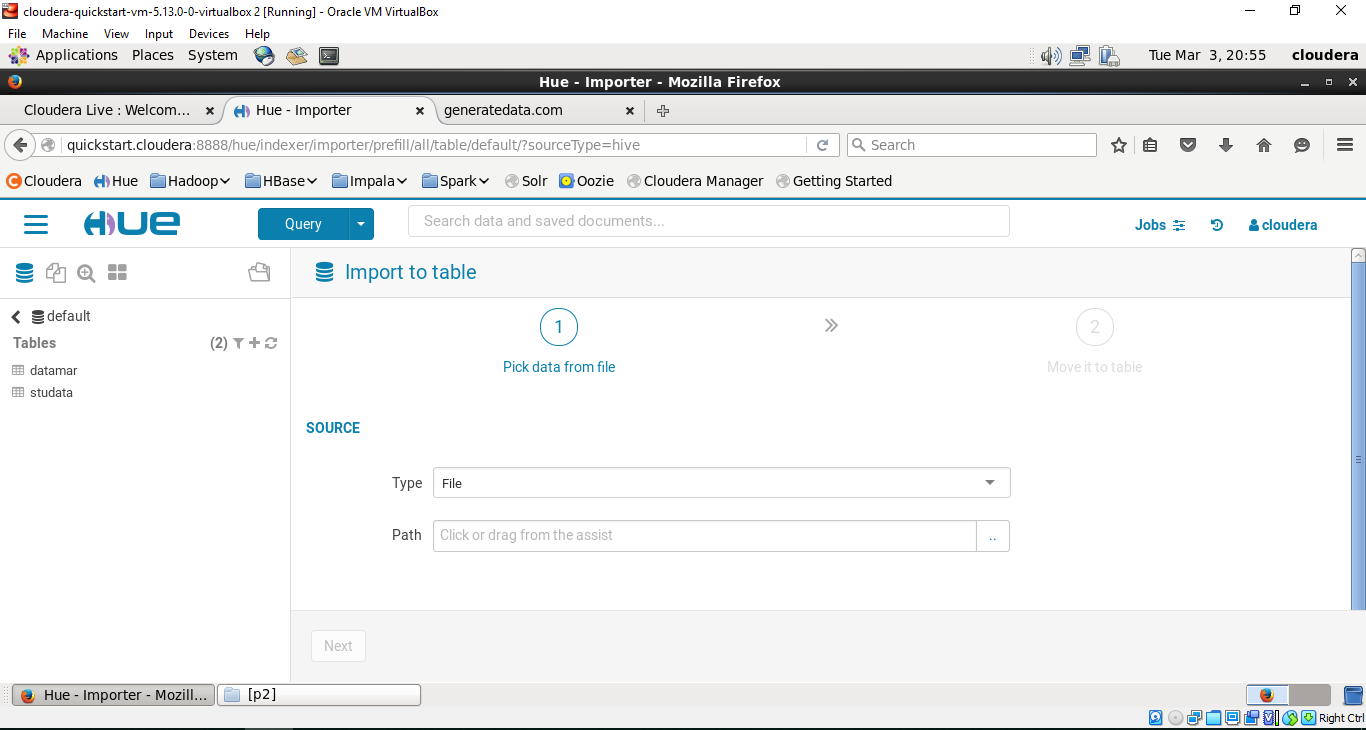 cloudera-quickstart-vm-5.13.0-0-virtualbox 2 [Running] - Oracle VM VirtualBox
File Machine View Input Devices Help
Applications Places System Tue Mar 3, 20:55 cloudera
Hue - Importer - Mozilla Firefox
Cloudera Live : Welcom... Hue - Importer generatedata.com
quickstart.cloudera:8888/hue/indexer/importer/prefill/all/table/default/?sourceType=hive Search
Cloudera Hue Hadoop HBase Impala Spark Solr Oozie Cloudera Manager Getting Started
HUE Query Search data and saved documents... Jobs cloudera
Import to table
default
Tables (2)
datamar
studata
1 2
Pick data from file Move it to table
SOURCE
Type File
Path Click or drag from the assist ..
Next
Hue - Importer - Mozill... [p2]
Right Ctrl